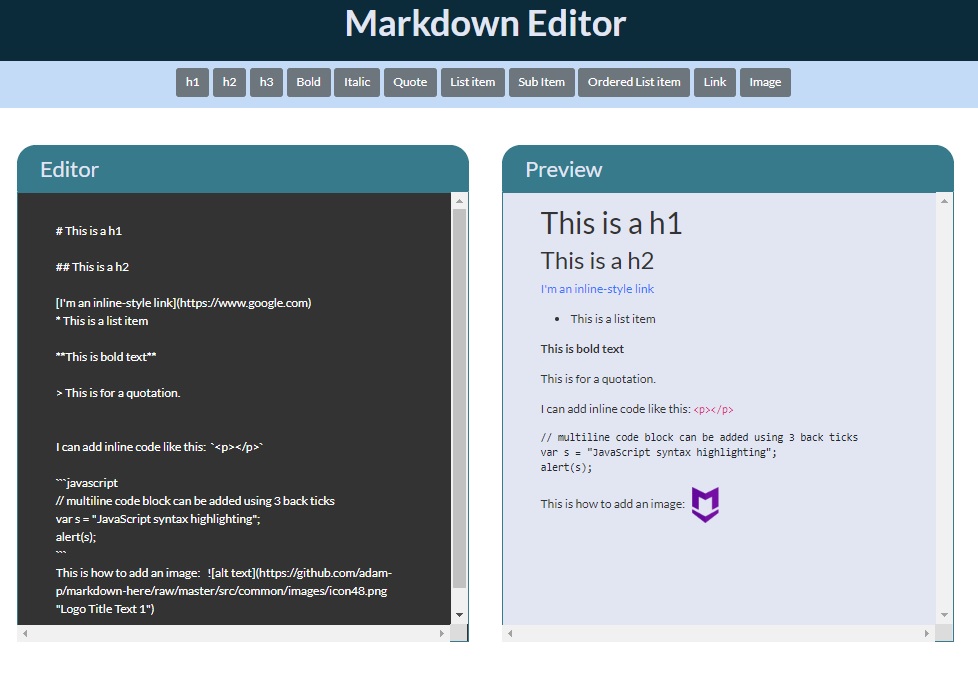 Markdown Editor
h1 h2 h3 Bold Italic Quote List item Sub Item Ordered List item Link Image
Editor
# This is a h1
## This is a h2
[I'm an inline-style link](https://www.google.com)
* This is a list item
**This is bold text**
> This is for a quotation.
I can add inline code like this: `<p></p>`
```javascript
// multiline code block can be added using 3 back ticks
var s = "JavaScript syntax highlighting";
alert(s);
```
This is how to add an image: ![alt text](https://github.com/adam-
p/markdown-here/raw/master/src/common/images/icon48.png
"Logo Title Text 1")
Preview
This is a h1
This is a h2
I'm an inline-style link
• This is a list item
This is bold text
This is for a quotation.
I can add inline code like this: <p></p>
// multiline code block can be added using 3 back ticks
var s = "JavaScript syntax highlighting";
alert(s);
This is how to add an image: